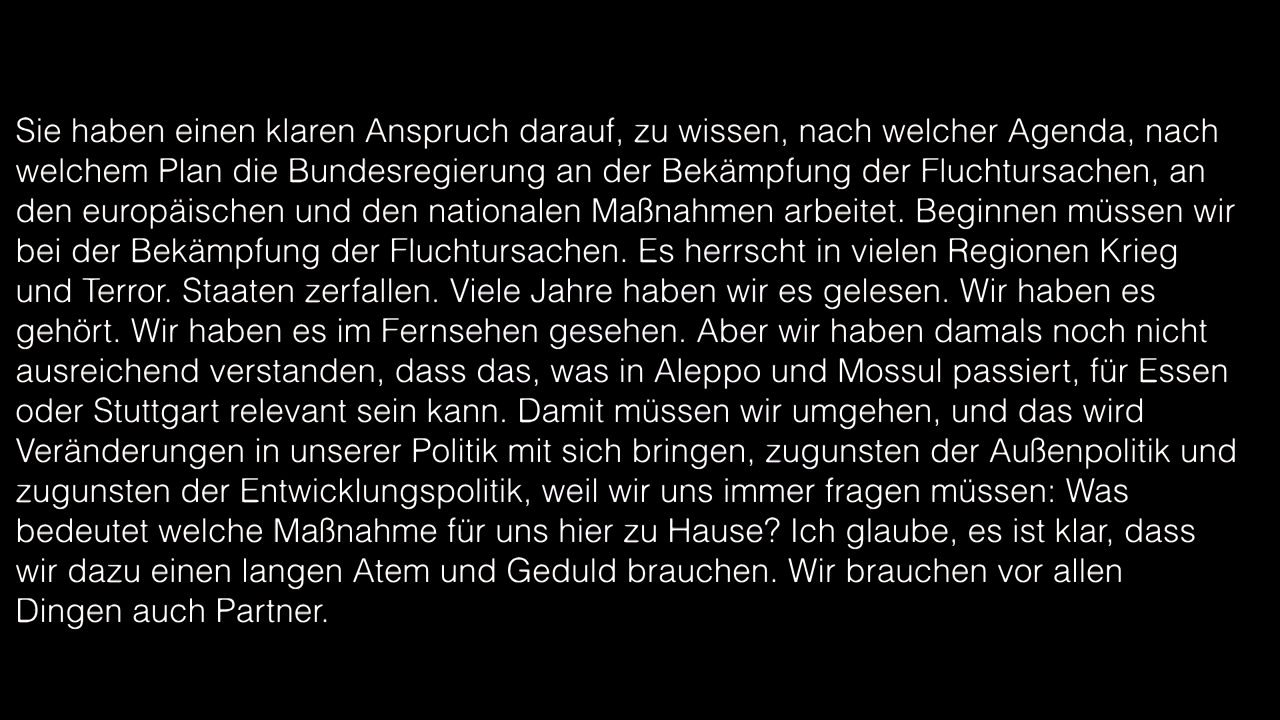 Sie haben einen klaren Anspruch darauf, zu wissen, nach welcher Agenda, nach
welchem Plan die Bundesregierung an der Bekämpfung der Fluchtursachen, an
den europäischen und den nationalen Maßnahmen arbeitet. Beginnen müssen wir
bei der Bekämpfung der Fluchtursachen. Es herrscht in vielen Regionen Krieg
und Terror. Staaten zerfallen. Viele Jahre haben wir es gelesen. Wir haben es
gehört. Wir haben es im Fernsehen gesehen. Aber wir haben damals noch nicht
ausreichend verstanden, dass das, was in Aleppo und Mossul passiert, für Essen
oder Stuttgart relevant sein kann. Damit müssen wir umgehen, und das wird
Veränderungen in unserer Politik mit sich bringen, zugunsten der Außenpolitik und
zugunsten der Entwicklungspolitik, weil wir uns immer fragen müssen: Was
bedeutet welche Maßnahme für uns hier zu Hause? Ich glaube, es ist klar, dass
wir dazu einen langen Atem und Geduld brauchen. Wir brauchen vor allen
Dingen auch Partner.